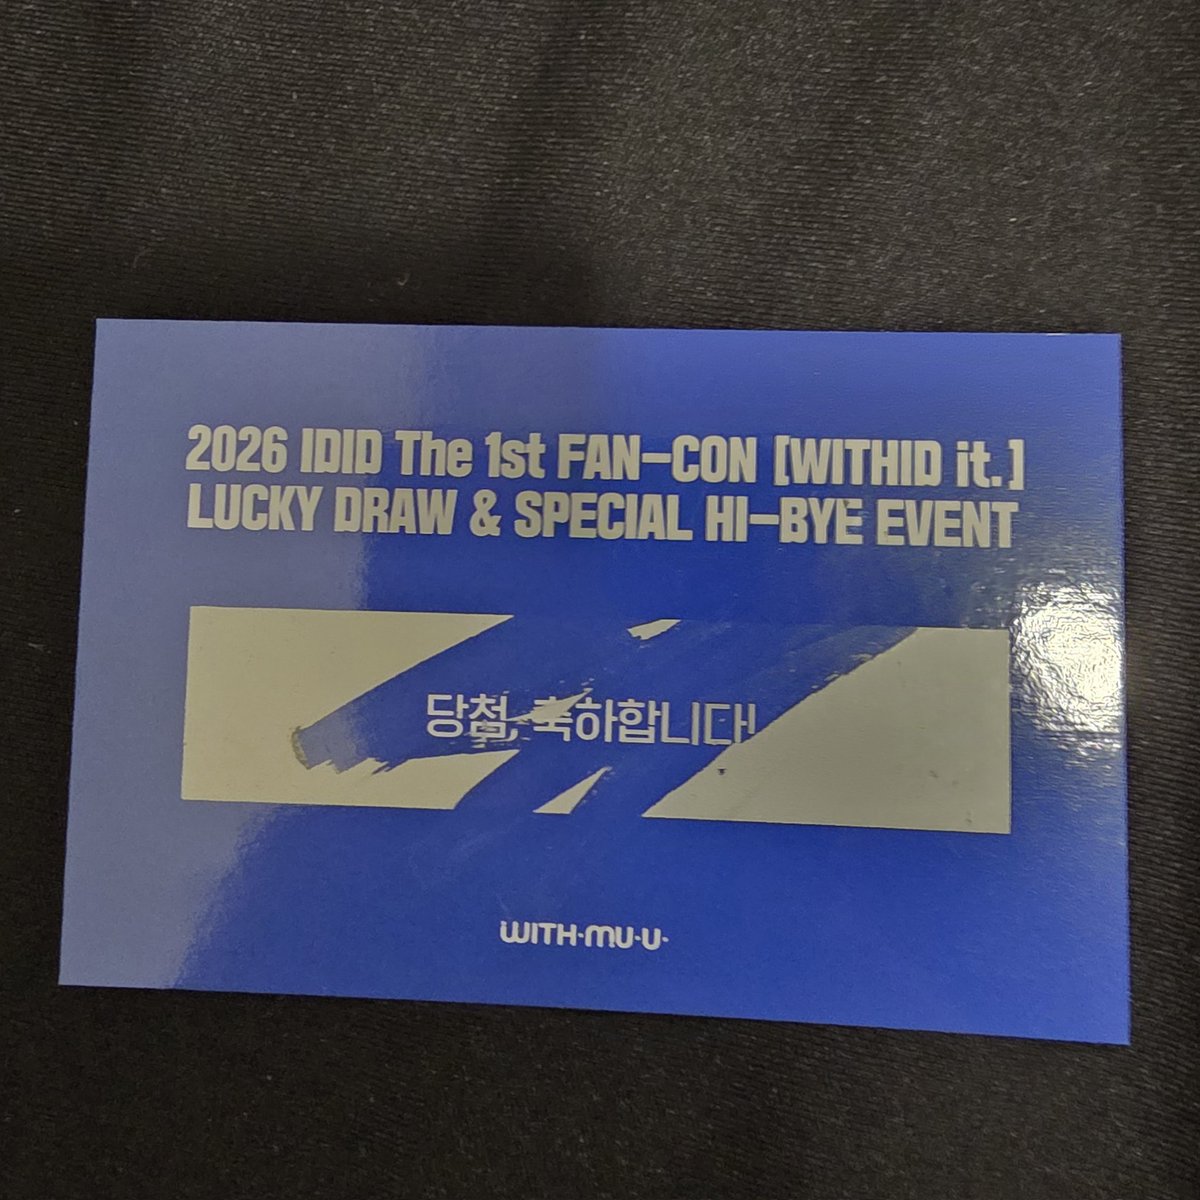 2026 IDID The 1st FAN-CON [WITHID it.]
LUCKY DRAW & SPECIAL HI-BYE EVENT
당첨, 축하합니다!
WITH·MU·U·